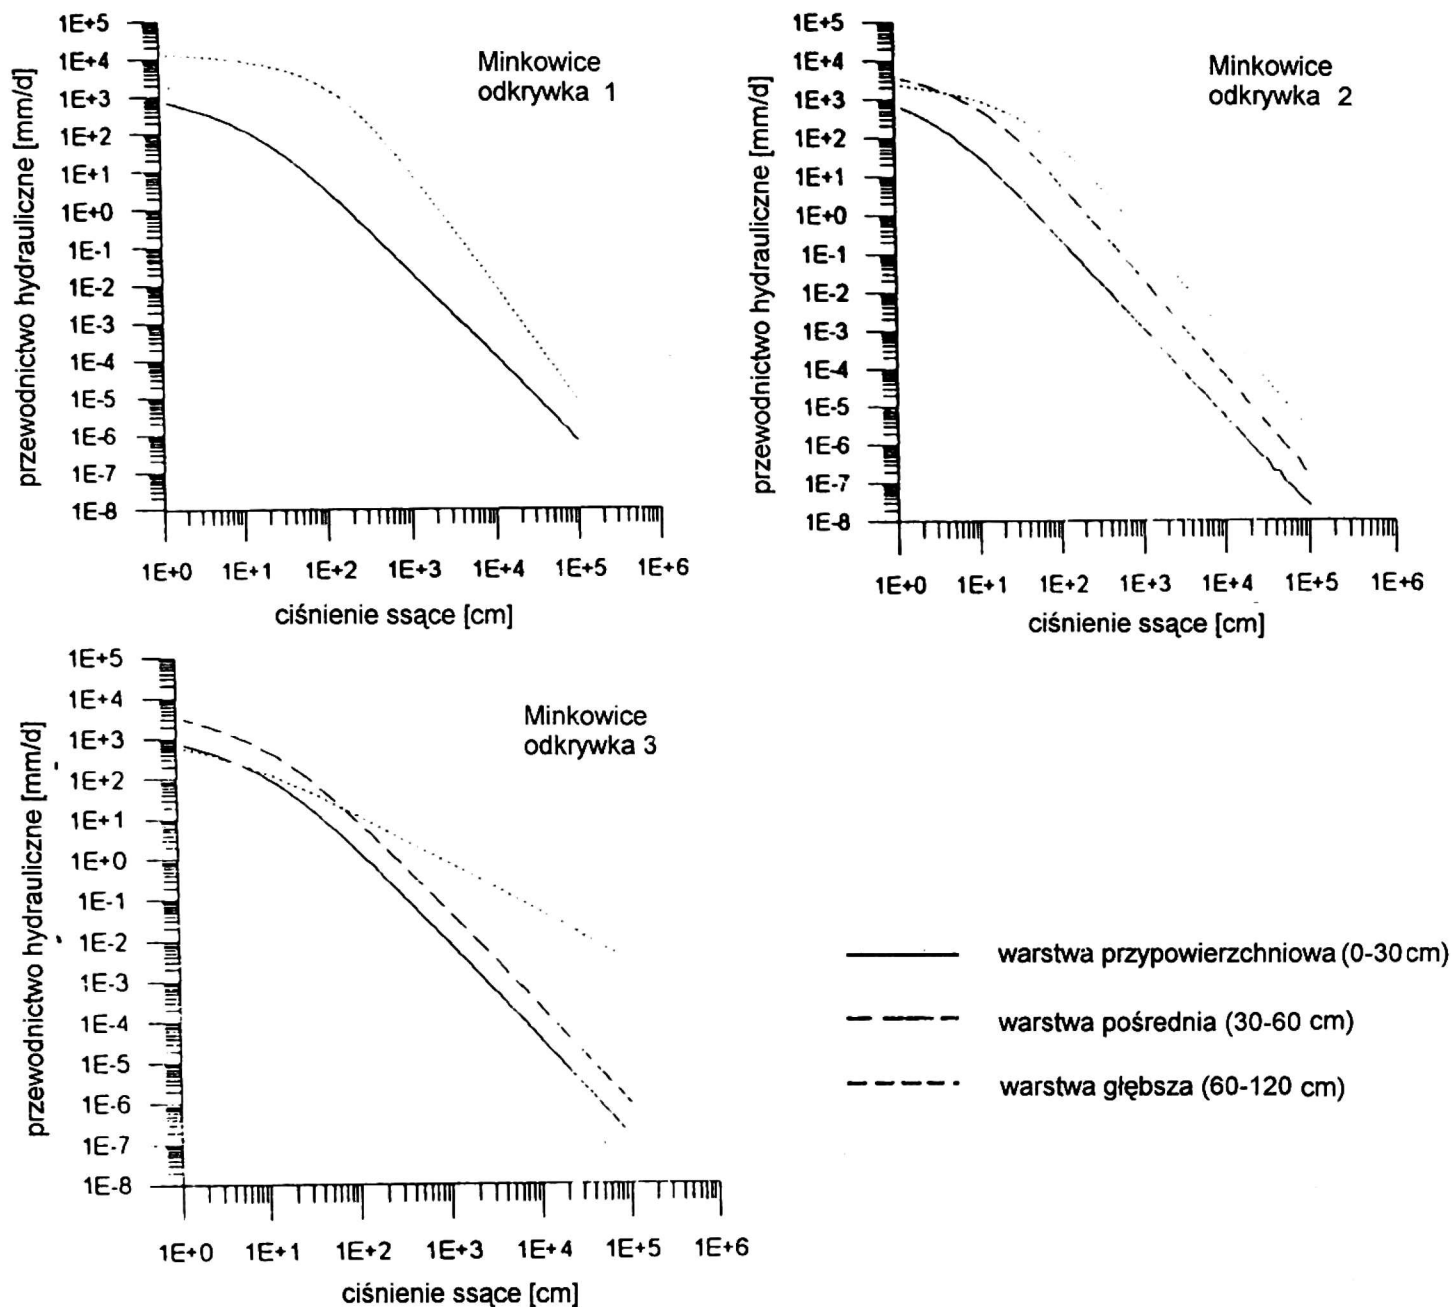 Minkowice
odkrywka 1
przewodnictwo hydrauliczne [mm/d]
1E+5
1E+4
1E+3
1E+2
1E+1
1E+0
1E-1
1E-2
1E-3
1E-4
1E-5
1E-6
1E-7
1E-8
1E+0 1E+1 1E+2 1E+3 1E+4 1E+5 1E+6
ciśnienie ssące [cm]
Minkowice
odkrywka 2
przewodnictwo hydrauliczne [mm/d]
1E+5
1E+4
1E+3
1E+2
1E+1
1E+0
1E-1
1E-2
1E-3
1E-4
1E-5
1E-6
1E-7
1E-8
1E+0 1E+1 1E+2 1E+3 1E+4 1E+5 1E+6
ciśnienie ssące [cm]
Minkowice
odkrywka 3
przewodnictwo hydrauliczne [mm/d]
1E+5
1E+4
1E+3
1E+2
1E+1
1E+0
1E-1
1E-2
1E-3
1E-4
1E-5
1E-6
1E-7
1E-8
1E+0 1E+1 1E+2 1E+3 1E+4 1E+5 1E+6
ciśnienie ssące [cm]
warstwa przypowierzchniowa (0-30 cm)
warstwa pośrednia (30-60 cm)
warstwa głębsza (60-120 cm)